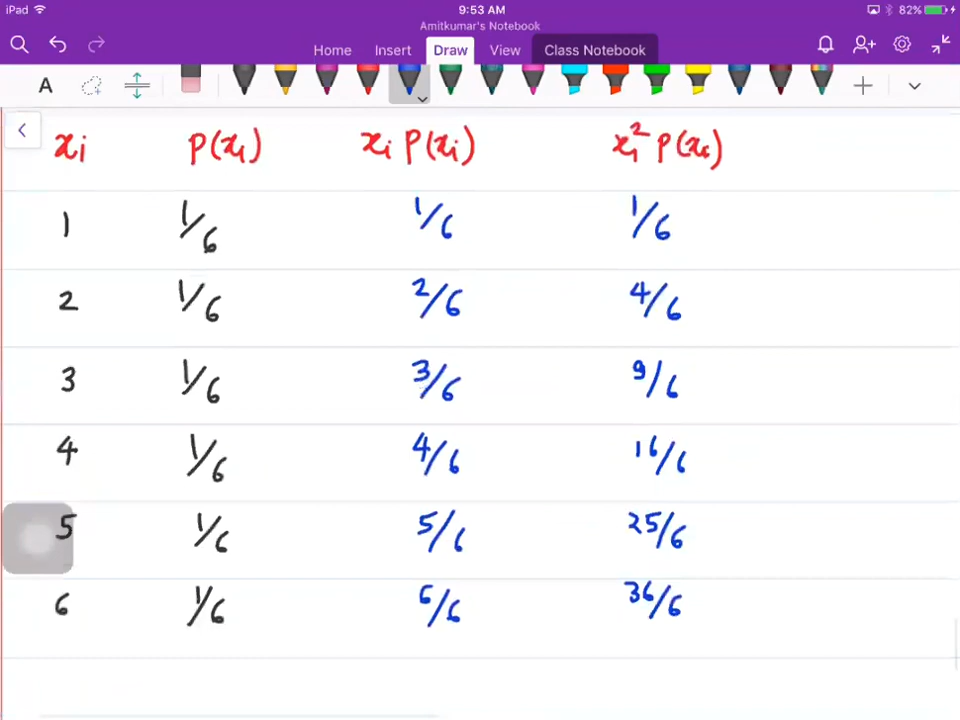 iPad 9:53 AM 82%
Amitkumar's Notebook
Home Insert Draw View Class Notebook
A
xi P(xi) xi P(xi) xi² P(xi)
1 1/6 1/6 1/6
2 1/6 2/6 4/6
3 1/6 3/6 9/6
4 1/6 4/6 16/6
5 1/6 5/6 25/6
6 1/6 6/6 36/6